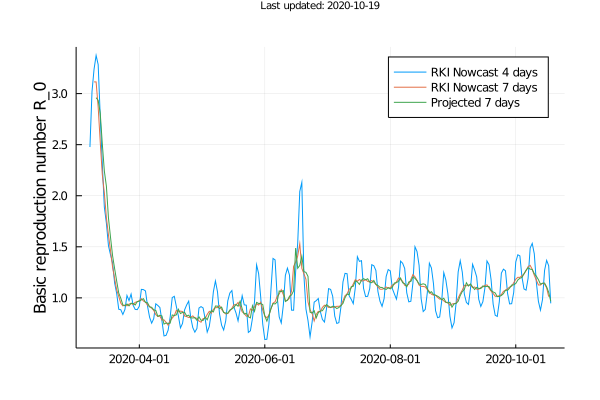 Last updated: 2020-10-19
RKI Nowcast 4 days
RKI Nowcast 7 days
Projected 7 days
Basic reproduction number R_0
3.0
2.5
2.0
1.5
1.0
2020-04-01
2020-06-01
2020-08-01
2020-10-01